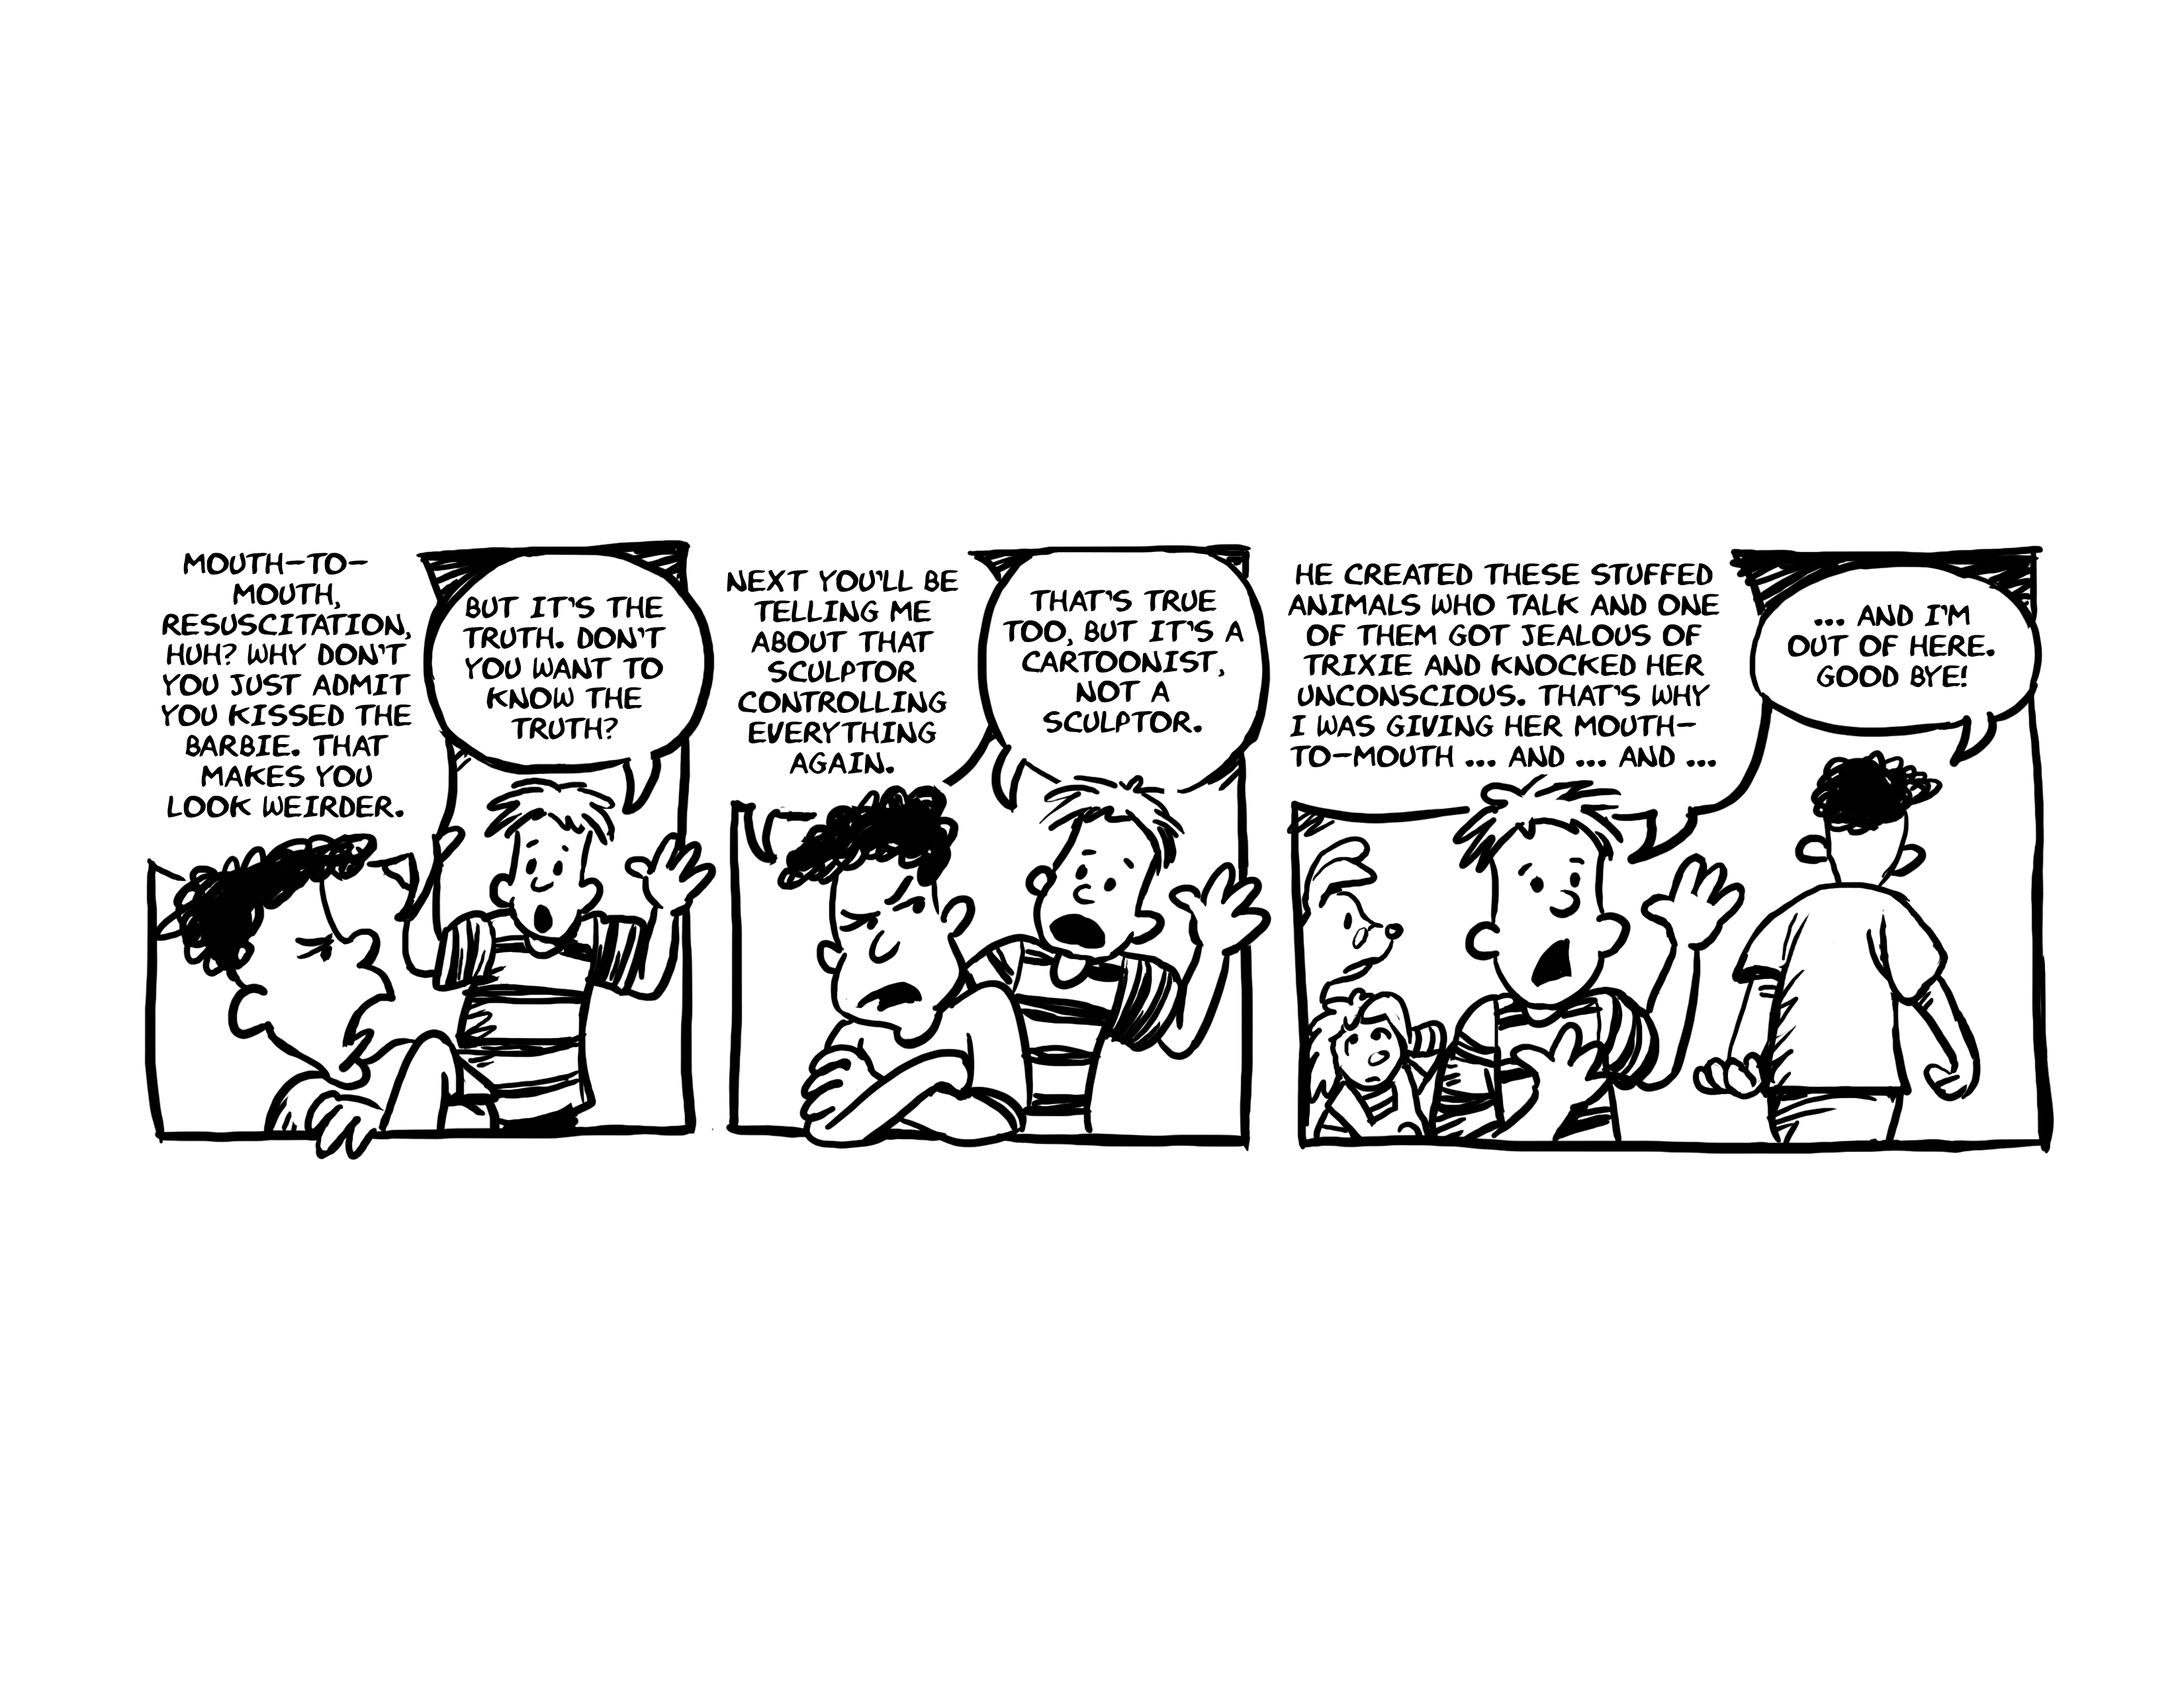 MOUTH-TO-
MOUTH,
RESUSCITATION,
HUH? WHY DON'T
YOU JUST ADMIT
YOU KISSED THE
BARBIE. THAT
MAKES YOU
LOOK WEIRDER.
BUT IT'S THE
TRUTH. DON'T
YOU WANT TO
KNOW THE
TRUTH?
NEXT YOU'LL BE
TELLING ME
ABOUT THAT
SCULPTOR
CONTROLLING
EVERYTHING
AGAIN.
THAT'S TRUE
TOO, BUT IT'S A
CARTOONIST,
NOT A
SCULPTOR.
HE CREATED THESE STUFFED
ANIMALS WHO TALK AND ONE
OF THEM GOT JEALOUS OF
TRIXIE AND KNOCKED HER
UNCONSCIOUS. THAT'S WHY
I WAS GIVING HER MOUTH-
TO-MOUTH ... AND ... AND ...
... AND I'M
OUT OF HERE.
GOOD BYE!